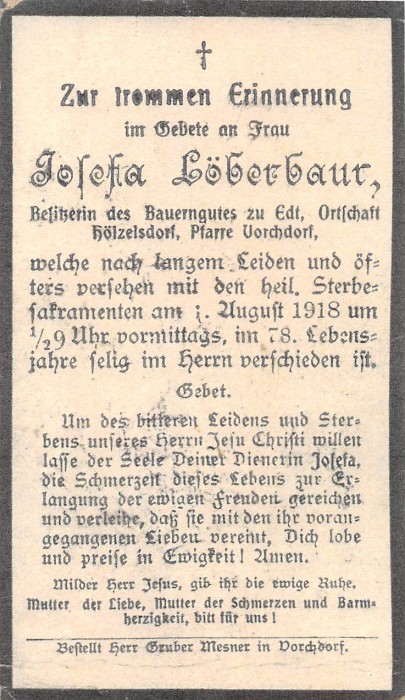 Zur frommen Erinnerung
im Gebete an Frau
Josefa Löberbaur,
Besitzerin des Bauerngutes zu Edt, Ortschaft
Hölzelsdorf, Pfarre Vorchdorf,
welche nach langem Leiden und öf-
ters versehen mit den heil. Sterbe-
sakramenten am . August 1918 um
½9 Uhr vormittags, im 78. Lebens-
jahre selig im Herrn verschieden ist.
Gebet.
Um des bitteren Leidens und Ster-
bens unseres Herrn Jesu Christi willen
lasse der Seele Deiner Dienerin Josefa,
die Schmerzen dieses Lebens zur Er-
langung der ewigen Freuden gereichen
und verleihe, daß sie mit den ihr voran-
gegangenen Lieben vereint, Dich lobe
und preise in Ewigkeit! Amen.
Milder Herr Jesus, gib ihr die ewige Ruhe.
Mutter der Liebe, Mutter der Schmerzen und Barm-
herzigkeit, bitt für uns!
Bestellt Herr Gruber Mesner in Vorchdorf.